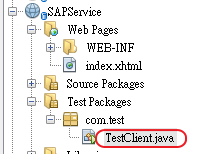 SAPService
Web Pages
WEB-INF
index.xhtml
Source Packages
Test Packages
com.test
TestClient.java